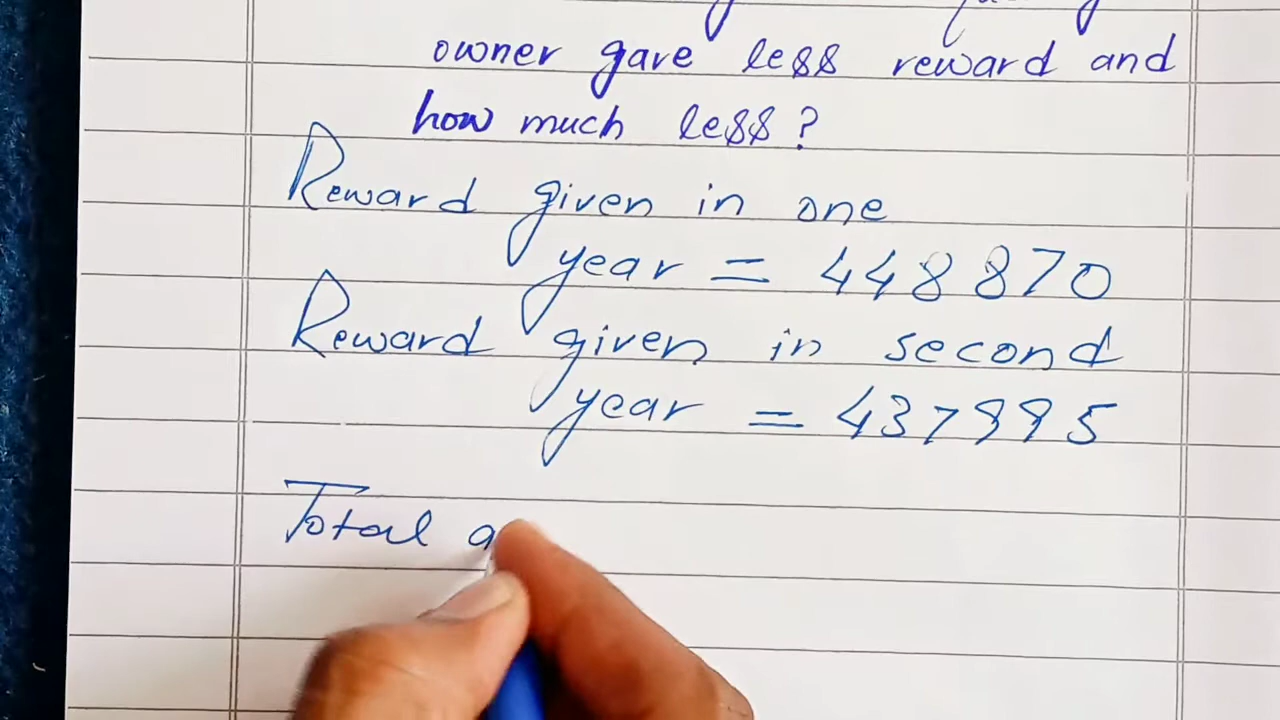 owner gave less reward and
how much less?
Reward given in one
year = 448870
Reward given in second
year = 437995
Total